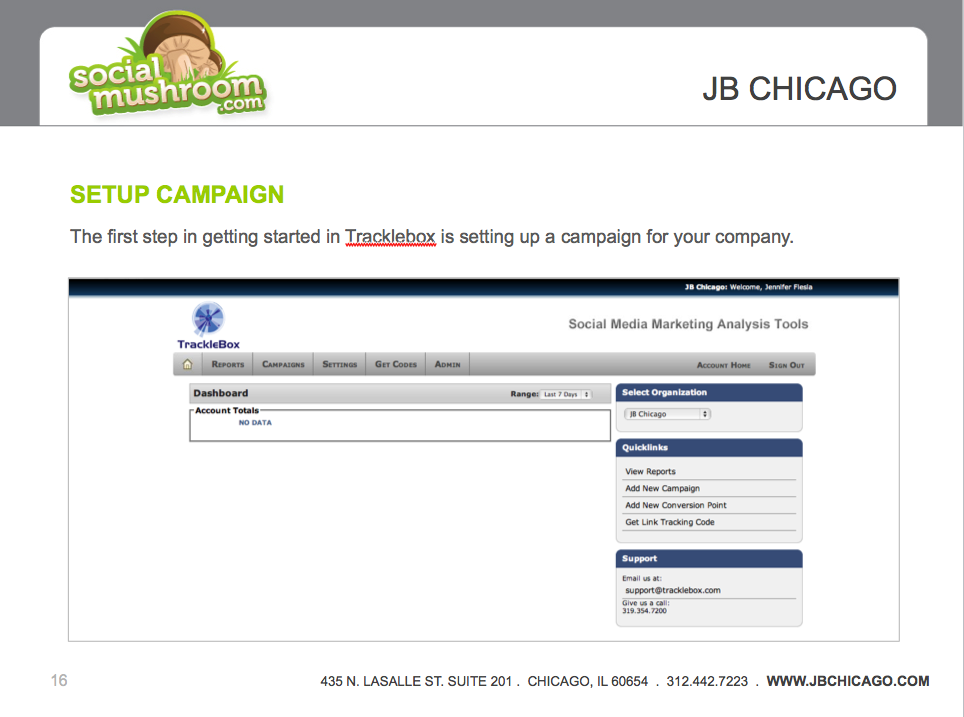 social
mushroom
.com
JB CHICAGO
SETUP CAMPAIGN
The first step in getting started in Tracklebox is setting up a campaign for your company.
JB Chicago: Welcome, Jennifer Flesia
TrackleBox
Social Media Marketing Analysis Tools
Reports Campaigns Settings Get Codes Admin Account Home Sign Out
Dashboard
Range: Last 7 Days
Account Totals
NO DATA
Select Organization
JB Chicago
Quicklinks
View Reports
Add New Campaign
Add New Conversion Point
Get Link Tracking Code
Support
Email us at:
support@tracklebox.com
Give us a call:
319.354.7200
16
435 N. LASALLE ST. SUITE 201 . CHICAGO, IL 60654 . 312.442.7223 . WWW.JBCHICAGO.COM